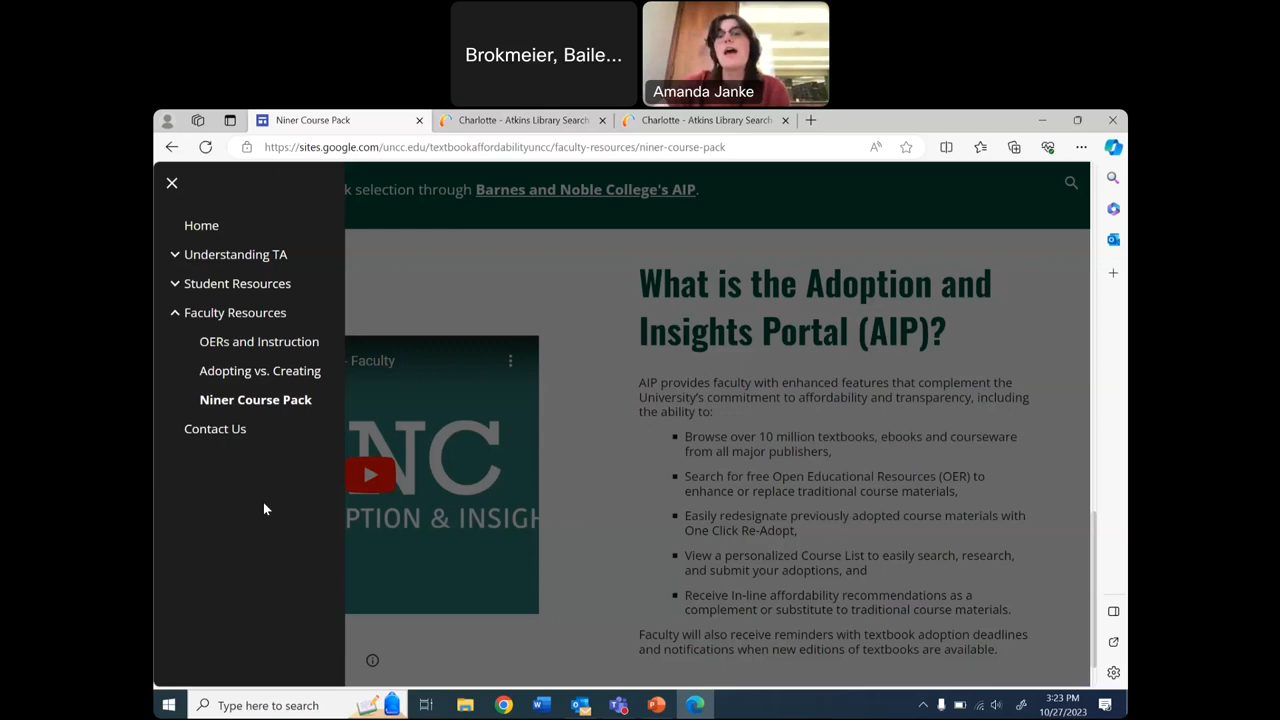 Brokmeier, Baile...
Amanda Janke
Niner Course Pack
Charlotte - Atkins Library Search
Charlotte - Atkins Library Search
https://sites.google.com/uncc.edu/textbookaffordabilityuncc/faculty-resources/niner-course-pack
k selection through Barnes and Noble College's AIP.
Home
Understanding TA
Student Resources
Faculty Resources
OERs and Instruction
Adopting vs. Creating
Niner Course Pack
Contact Us
- Faculty
NC
PTION & INSIGH
What is the Adoption and
Insights Portal (AIP)?
AIP provides faculty with enhanced features that complement the
University's commitment to affordability and transparency, including
the ability to:
Browse over 10 million textbooks, ebooks and courseware
from all major publishers,
Search for free Open Educational Resources (OER) to
enhance or replace traditional course materials,
Easily redesignate previously adopted course materials with
One Click Re-Adopt,
View a personalized Course List to easily search, research,
and submit your adoptions, and
Receive In-line affordability recommendations as a
complement or substitute to traditional course materials.
Faculty will also receive reminders with textbook adoption deadlines
and notifications when new editions of textbooks are available.
Type here to search
3:23 PM
10/27/2023